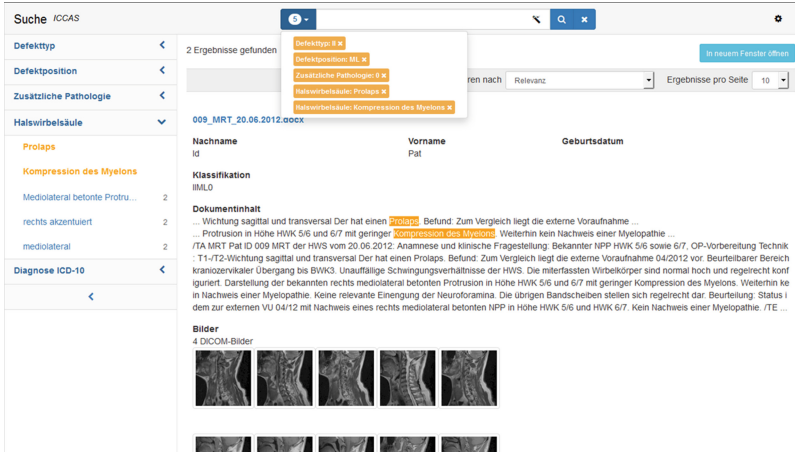 Suche ICCAS
5
Defekttyp
Defektposition
Zusätzliche Pathologie
Halswirbelsäule
Prolaps
Kompression des Myelons
Mediolateral betonte Protru... 2
rechts akzentuiert 2
mediolateral 2
Diagnose ICD-10
Defekttyp: II ×
Defektposition: ML ×
Zusätzliche Pathologie: 0 ×
Halswirbelsäule: Prolaps ×
Halswirbelsäule: Kompression des Myelons ×
2 Ergebnisse gefunden
In neuem Fenster öffnen
ren nach Relevanz Ergebnisse pro Seite 10
009_MRT_20.06.2012.docx
Nachname Vorname Geburtsdatum
Id Pat
Klassifikation
IIML0
Dokumentinhalt
... Wichtung sagittal und transversal Der hat einen Prolaps. Befund: Zum Vergleich liegt die externe Voraufnahme ...
... Protrusion in Höhe HWK 5/6 und 6/7 mit geringer Kompression des Myelons. Weiterhin kein Nachweis einer Myelopathie ...
/TA MRT Pat ID 009 MRT der HWS vom 20.06.2012: Anamnese und klinische Fragestellung: Bekannter NPP HWK 5/6 sowie 6/7, OP-Vorbereitung Technik
: T1-/T2-Wichtung sagittal und transversal Der hat einen Prolaps. Befund: Zum Vergleich liegt die externe Voraufnahme 04/2012 vor. Beurteilbarer Bereich
kraniozervikaler Übergang bis BWK3. Unauffällige Schwingungsverhältnisse der HWS. Die miterfassten Wirbelkörper sind normal hoch und regelrecht konf
iguriert. Darstellung der bekannten rechts mediolateral betonten Protrusion in Höhe HWK 5/6 und 6/7 mit geringer Kompression des Myelons. Weiterhin ke
in Nachweis einer Myelopathie. Keine relevante Einengung der Neuroforamina. Die übrigen Bandscheiben stellen sich regelrecht dar. Beurteilung: Status i
dem zur externen VU 04/12 mit Nachweis eines rechts mediolateral betonten NPP in Höhe HWK 5/6 und HWK 6/7. Kein Nachweis einer Myelopathie. /TE ...
Bilder
4 DICOM-Bilder